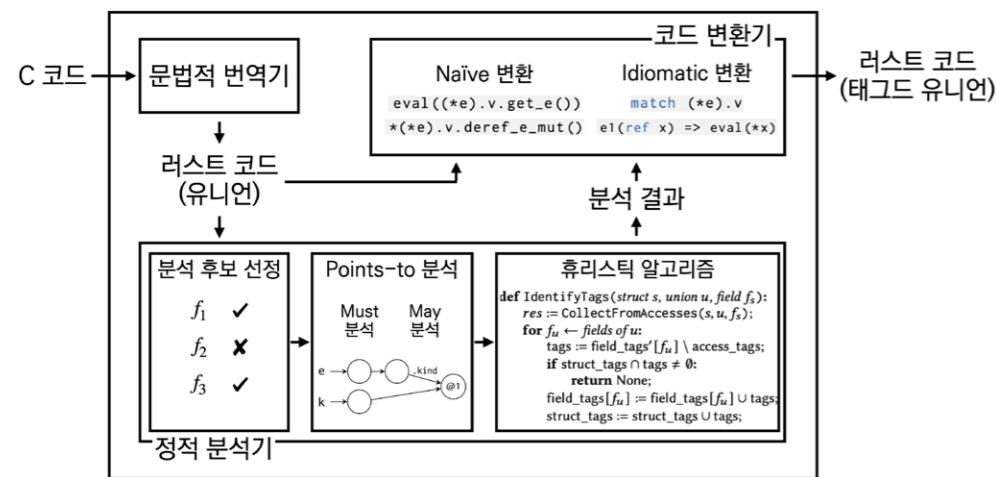 C 코드
문법적 번역기
러스트 코드
(유니언)
코드 변환기
Naïve 변환
eval((*e).v.get_e())
*(*e).v.deref_e_mut()
Idiomatic 변환
match (*e).v
e1(ref x) => eval(*x)
러스트 코드
(태그드 유니언)
분석 결과
분석 후보 선정
f₁ ✔
f₂ ✘
f₃ ✔
Points-to 분석
Must
분석
May
분석
e
.kind
@1
k
휴리스틱 알고리즘
def IdentifyTags(struct s, union u, field fₛ):
res := CollectFromAccesses(s, u, fₛ);
for fᵤ ← fields of u:
tags := field_tags′[fᵤ] \ access_tags;
if struct_tags ∩ tags ≠ ∅:
return None;
field_tags[fᵤ] := field_tags[fᵤ] ∪ tags;
struct_tags := struct_tags ∪ tags;
정적 분석기